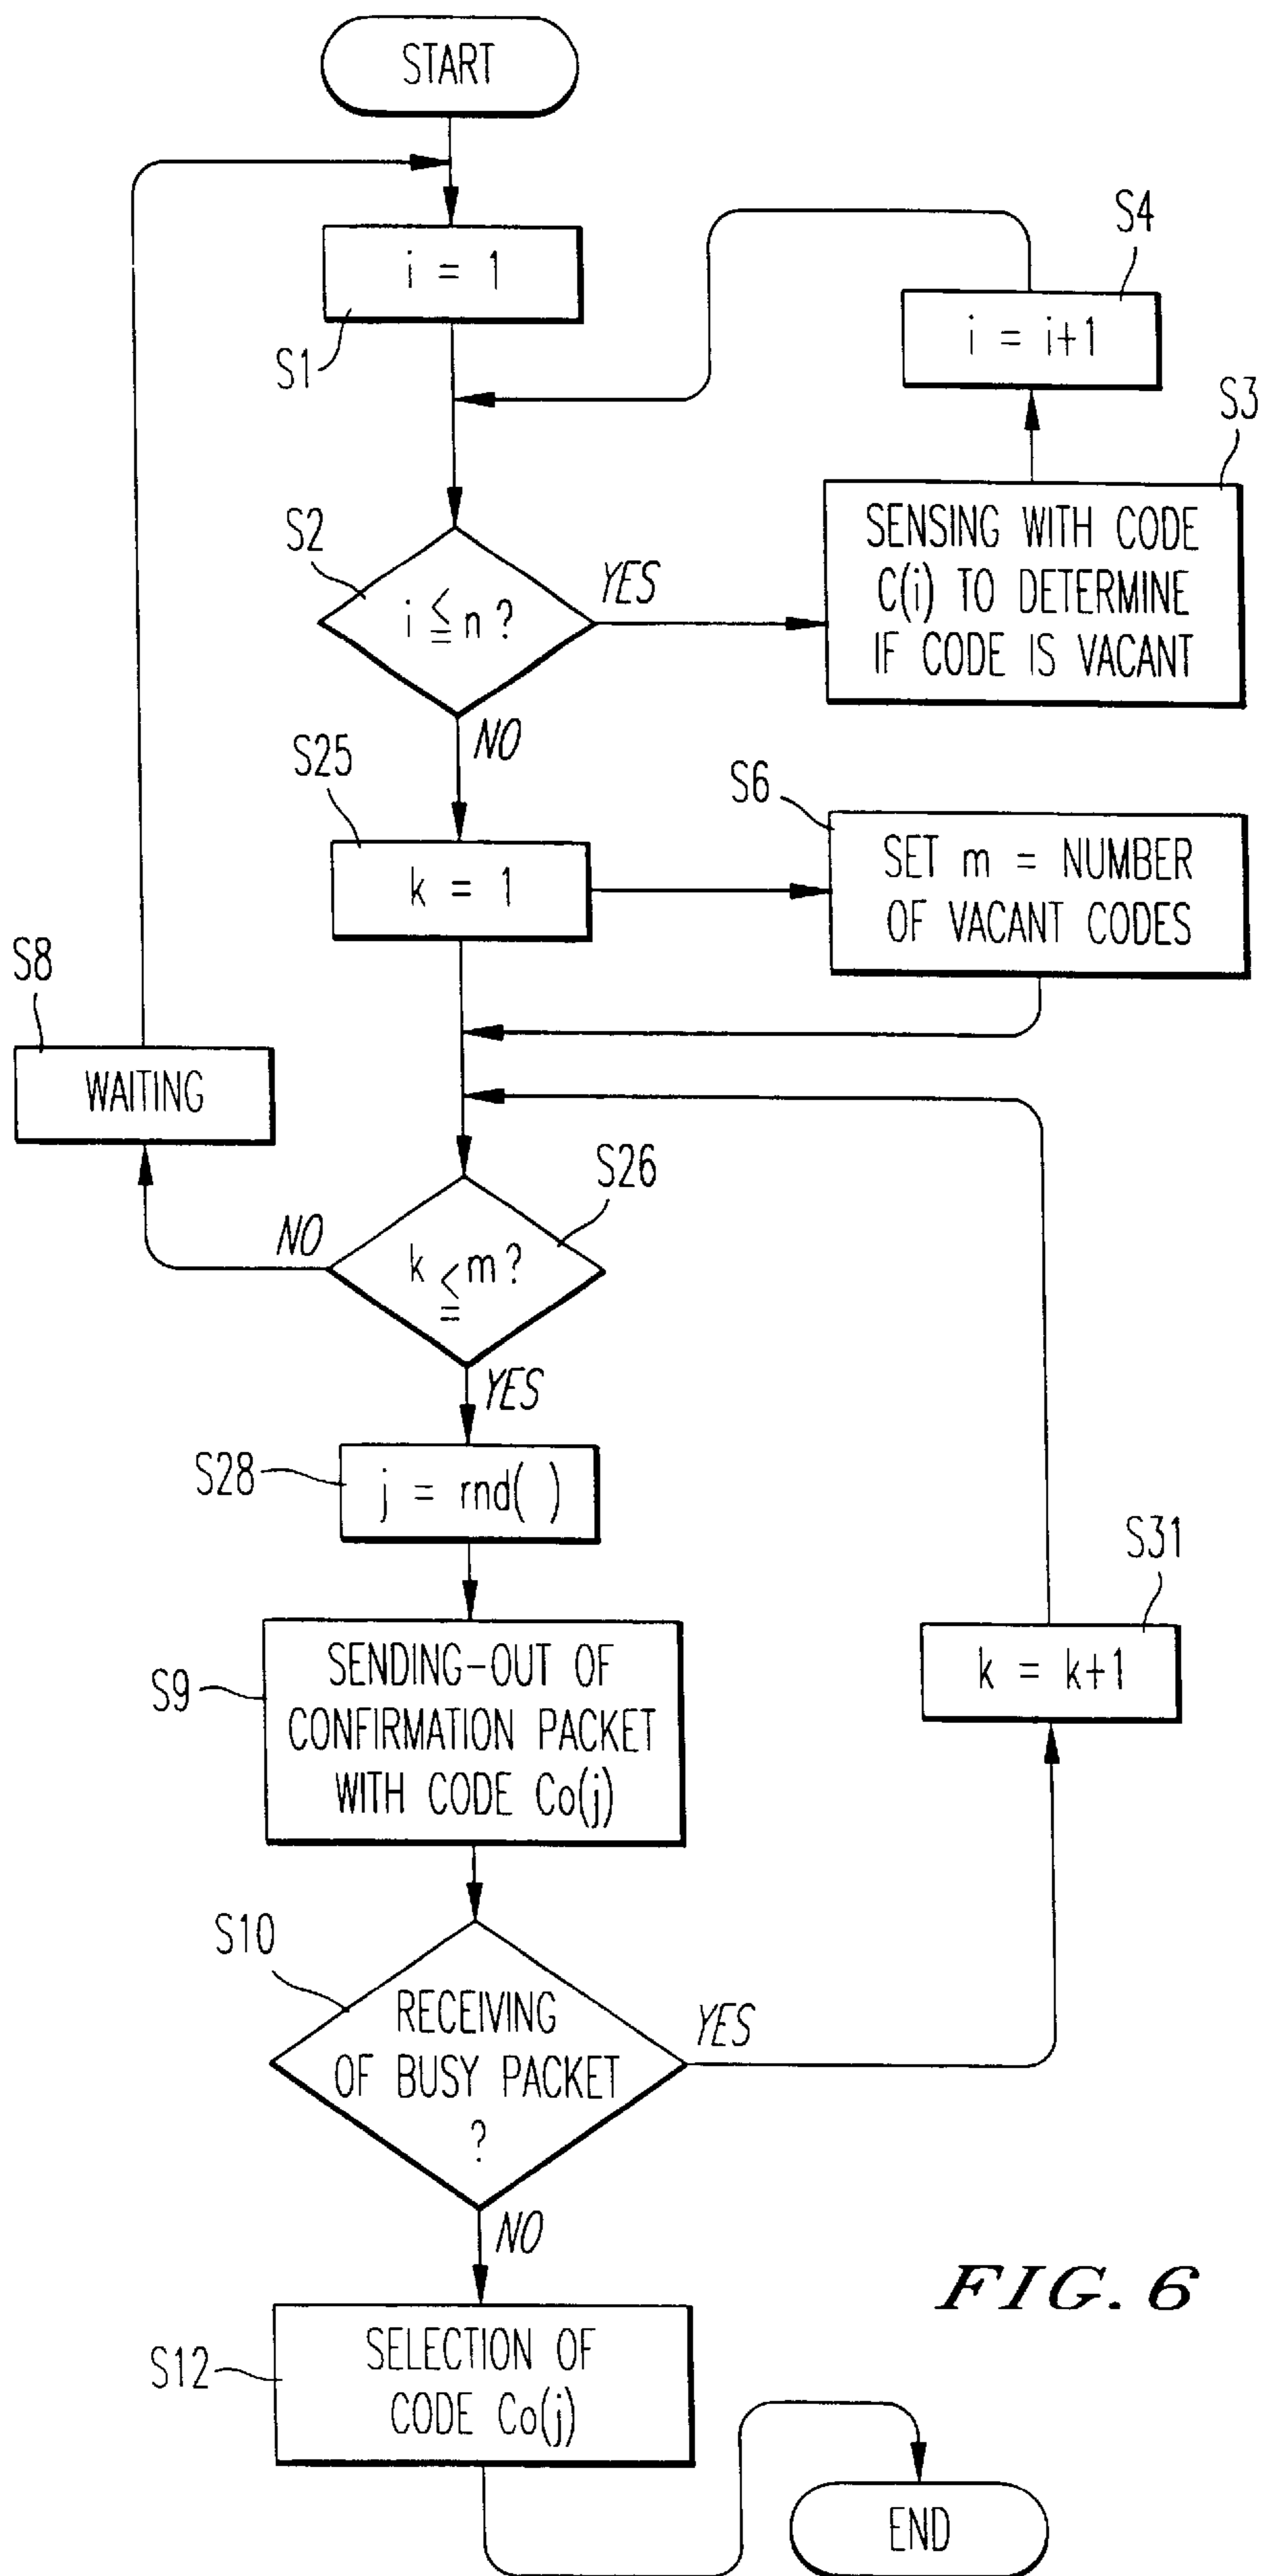 START
i = 1
S1
S4
i = i+1
S3
SENSING WITH CODE
C(i) TO DETERMINE
IF CODE IS VACANT
S2
i ≦ n ?
YES
NO
S25
k = 1
S6
SET m = NUMBER
OF VACANT CODES
S8
WAITING
S26
k ≦ m ?
NO
YES
S28
j = rnd( )
S31
k = k+1
S9
SENDING-OUT OF
CONFIRMATION PACKET
WITH CODE Co(j)
S10
RECEIVING
OF BUSY PACKET
?
YES
NO
FIG. 6
S12
SELECTION OF
CODE Co(j)
END